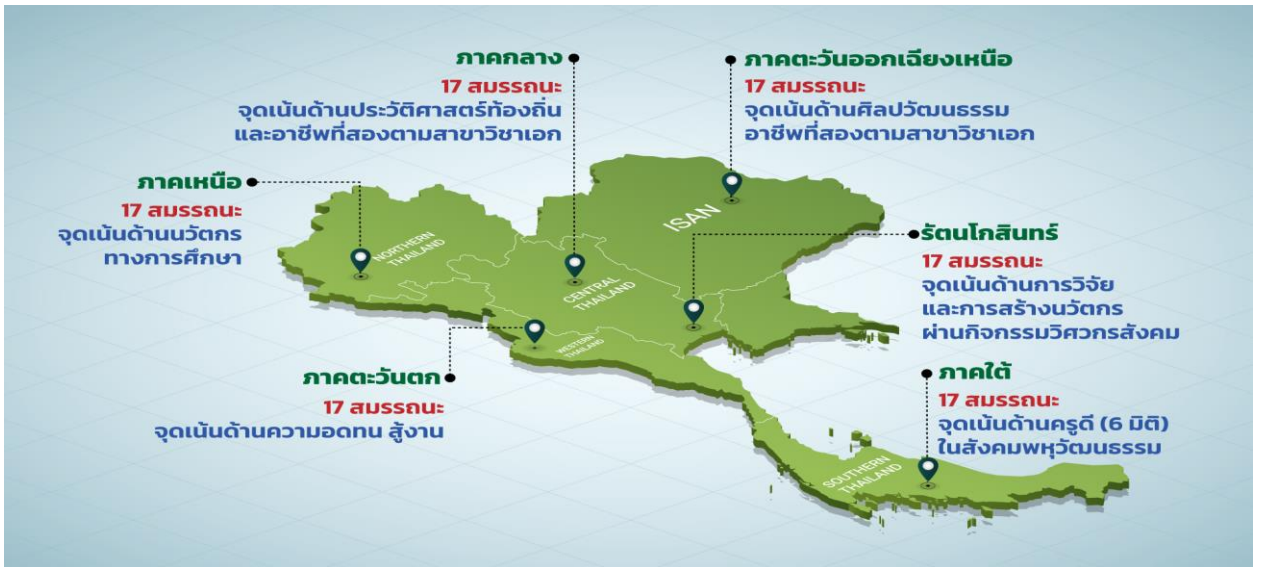 ภาคกลาง
17 สมรรถนะ
จุดเน้นด้านประวัติศาสตร์ท้องถิ่น
และอาชีพที่สองตามสาขาวิชาเอก
ภาคตะวันออกเฉียงเหนือ
17 สมรรถนะ
จุดเน้นด้านศิลปวัฒนธรรม
อาชีพที่สองตามสาขาวิชาเอก
ภาคเหนือ
17 สมรรถนะ
จุดเน้นด้านนวัตกร
ทางการศึกษา
รัตนโกสินทร์
17 สมรรถนะ
จุดเน้นด้านการวิจัย
และการสร้างนวัตกร
ผ่านกิจกรรมวิศวกรสังคม
ภาคตะวันตก
17 สมรรถนะ
จุดเน้นด้านความอดทน สู้งาน
ภาคใต้
17 สมรรถนะ
จุดเน้นด้านครูดี (6 มิติ)
ในสังคมพหุวัฒนธรรม
ISAN
NORTHERN
THAILAND
CENTRAL
THAILAND
WESTERN
THAILAND
SOUTHERN
THAILAND